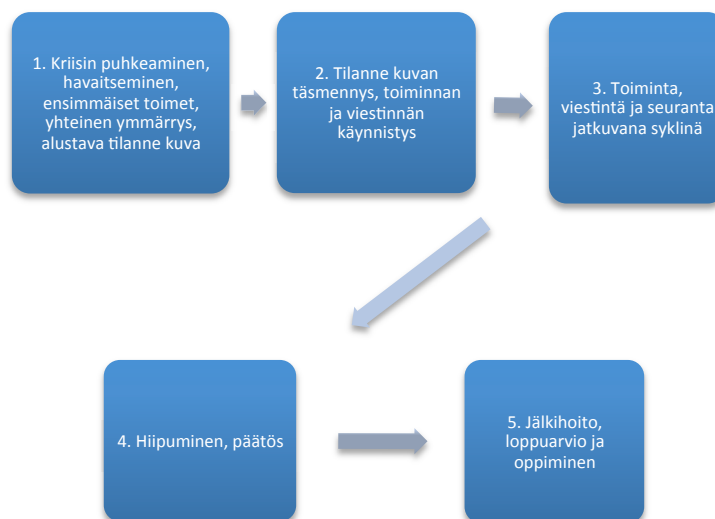 1. Kriisin puhkeaminen,
havaitseminen,
ensimmäiset toimet,
yhteinen ymmärrys,
alustava tilanne kuva
2. Tilanne kuvan
täsmennys, toiminnan
ja viestinnän
käynnistys
3. Toiminta,
viestintä ja seuranta
jatkuvana syklinä
4. Hiipuminen, päätös
5. Jälkihoito,
loppuarvio ja
oppiminen